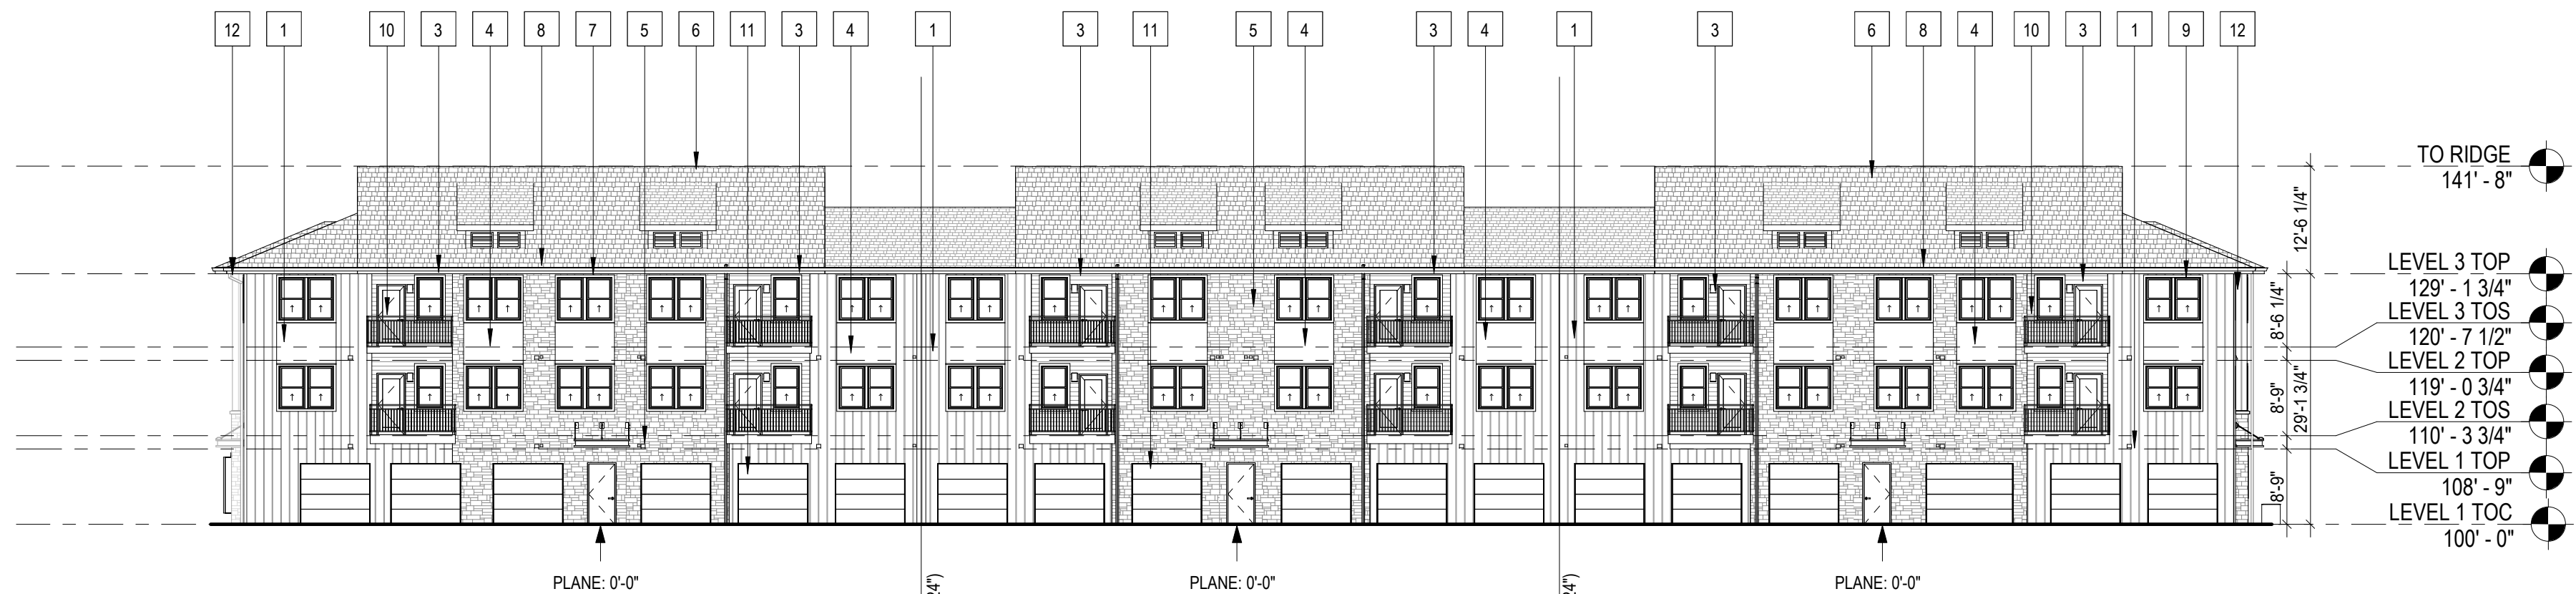 12 1 10 3 4 8 7 5 6 11 3 4 1 3 11 5 4 3 4 1 3 6 8 4 10 3 1 9 12
TO RIDGE
141' - 8"
12'-6 1/4"
LEVEL 3 TOP
129' - 1 3/4"
8'-6 1/4"
LEVEL 3 TOS
120' - 7 1/2"
LEVEL 2 TOP
119' - 0 3/4"
8'-9"
29'-1 3/4"
LEVEL 2 TOS
110' - 3 3/4"
LEVEL 1 TOP
108' - 9"
8'-9"
LEVEL 1 TOC
100' - 0"
PLANE: 0'-0" PLANE: 0'-0" PLANE: 0'-0"
24") 24")